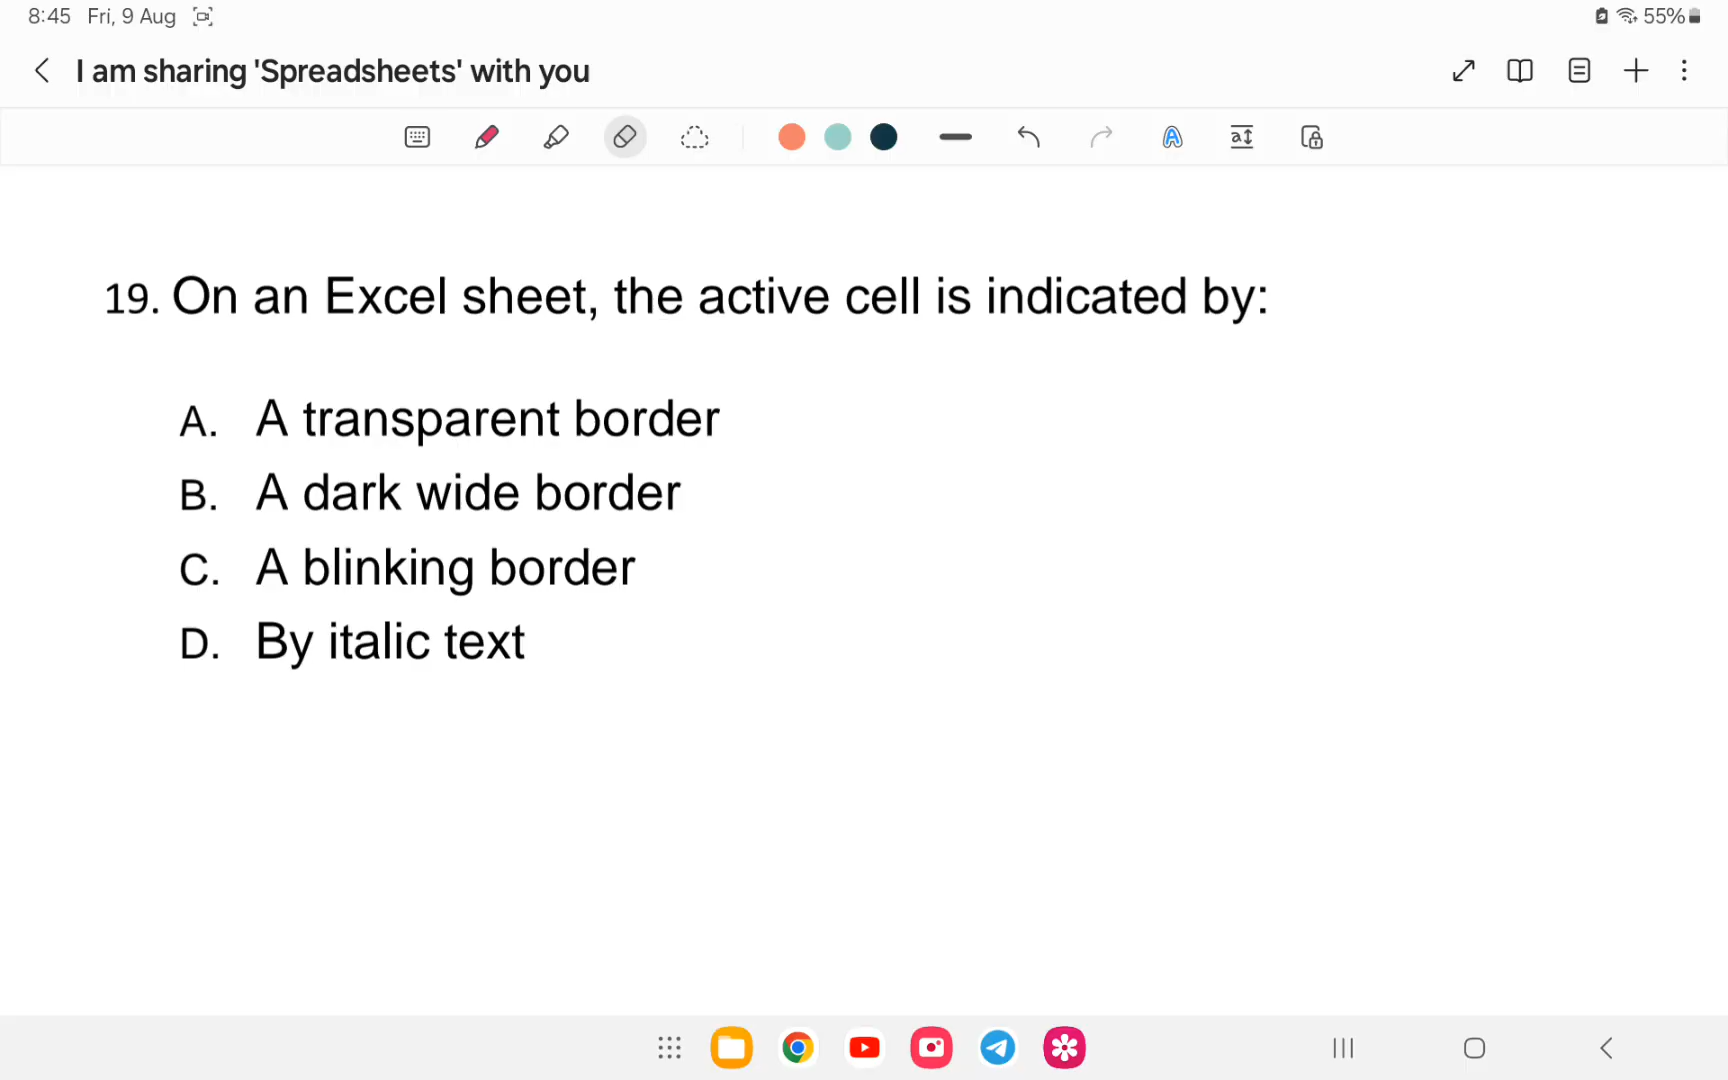 8:45 Fri, 9 Aug 55%
I am sharing 'Spreadsheets' with you
19. On an Excel sheet, the active cell is indicated by:
A. A transparent border
B. A dark wide border
C. A blinking border
D. By italic text